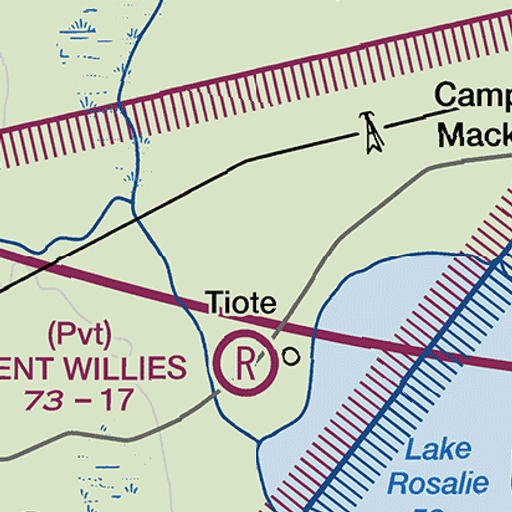 Camp
Mack
Tiote
(Pvt)
ENT WILLIES
73 – 17
R
Lake
Rosalie